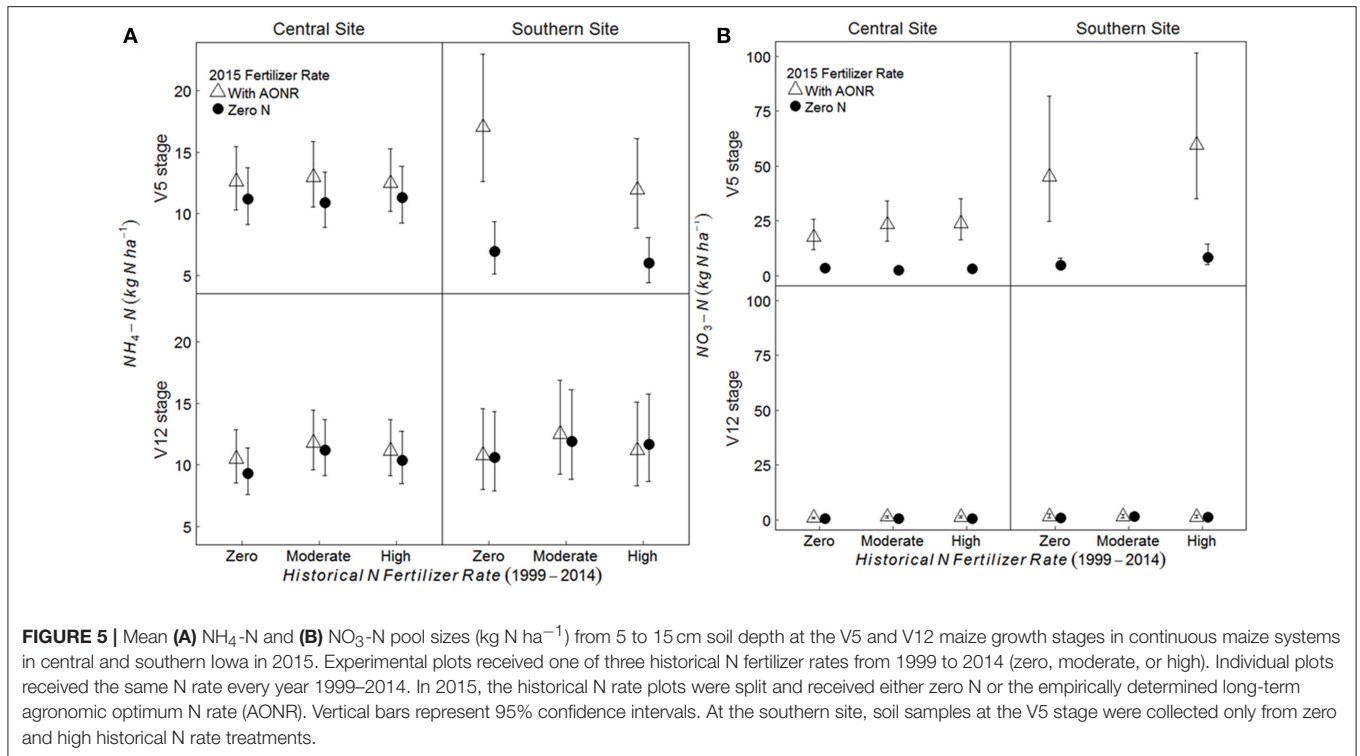 A
Central Site
Southern Site
2015 Fertilizer Rate
△ With AONR
● Zero N
20
15
10
5
V5 stage
20
15
10
5
V12 stage
NH₄–N (kg N ha⁻¹)
Zero
Moderate
High
Zero
Moderate
High
Historical N Fertilizer Rate (1999 – 2014)
B
Central Site
Southern Site
2015 Fertilizer Rate
△ With AONR
● Zero N
100
75
50
25
0
V5 stage
100
75
50
25
0
V12 stage
NO₃–N (kg N ha⁻¹)
Zero
Moderate
High
Zero
Moderate
High
Historical N Fertilizer Rate (1999 – 2014)
FIGURE 5 | Mean (A) NH₄-N and (B) NO₃-N pool sizes (kg N ha⁻¹) from 5 to 15 cm soil depth at the V5 and V12 maize growth stages in continuous maize systems
in central and southern Iowa in 2015. Experimental plots received one of three historical N fertilizer rates from 1999 to 2014 (zero, moderate, or high). Individual plots
received the same N rate every year 1999–2014. In 2015, the historical N rate plots were split and received either zero N or the empirically determined long-term
agronomic optimum N rate (AONR). Vertical bars represent 95% confidence intervals. At the southern site, soil samples at the V5 stage were collected only from zero
and high historical N rate treatments.